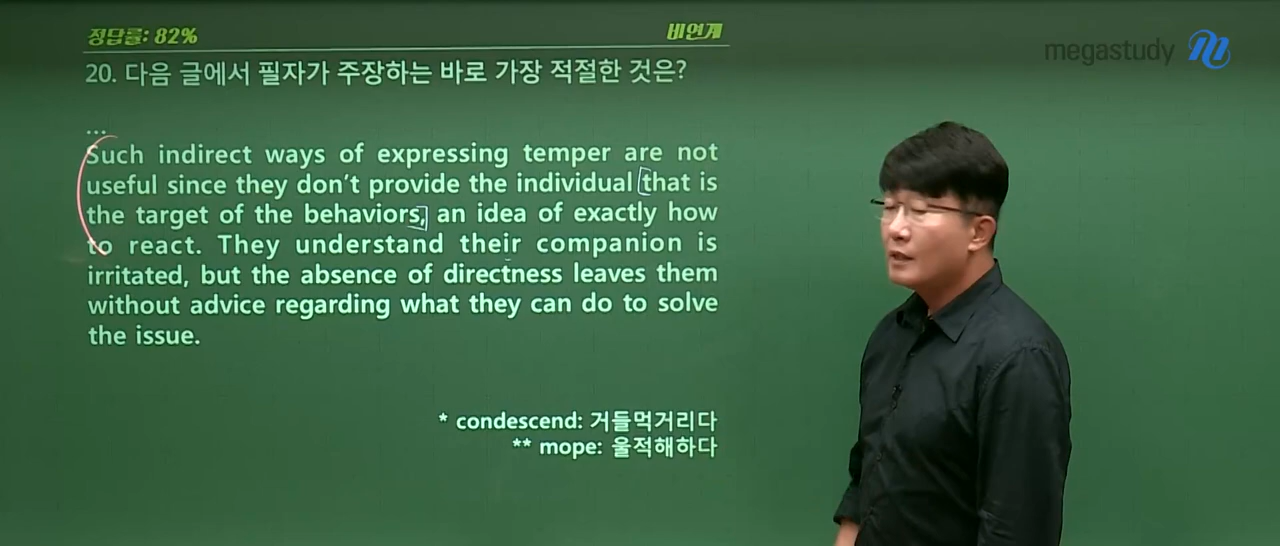 정답률: 82%
비연계
megastudy
20. 다음 글에서 필자가 주장하는 바로 가장 적절한 것은?
...
Such indirect ways of expressing temper are not
useful since they don't provide the individual that is
the target of the behaviors, an idea of exactly how
to react. They understand their companion is
irritated, but the absence of directness leaves them
without advice regarding what they can do to solve
the issue.
* condescend: 거들먹거리다
** mope: 울적해하다